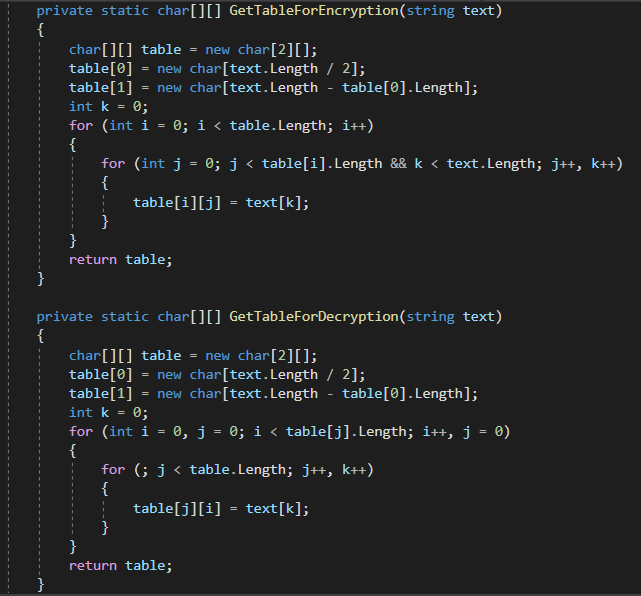 private static char[][] GetTableForEncryption(string text)
{
char[][] table = new char[2][];
table[0] = new char[text.Length / 2];
table[1] = new char[text.Length - table[0].Length];
int k = 0;
for (int i = 0; i < table.Length; i++)
{
for (int j = 0; j < table[i].Length && k < text.Length; j++, k++)
{
table[i][j] = text[k];
}
}
return table;
}
private static char[][] GetTableForDecryption(string text)
{
char[][] table = new char[2][];
table[0] = new char[text.Length / 2];
table[1] = new char[text.Length - table[0].Length];
int k = 0;
for (int i = 0, j = 0; i < table[j].Length; i++, j = 0)
{
for (; j < table.Length; j++, k++)
{
table[j][i] = text[k];
}
}
return table;
}